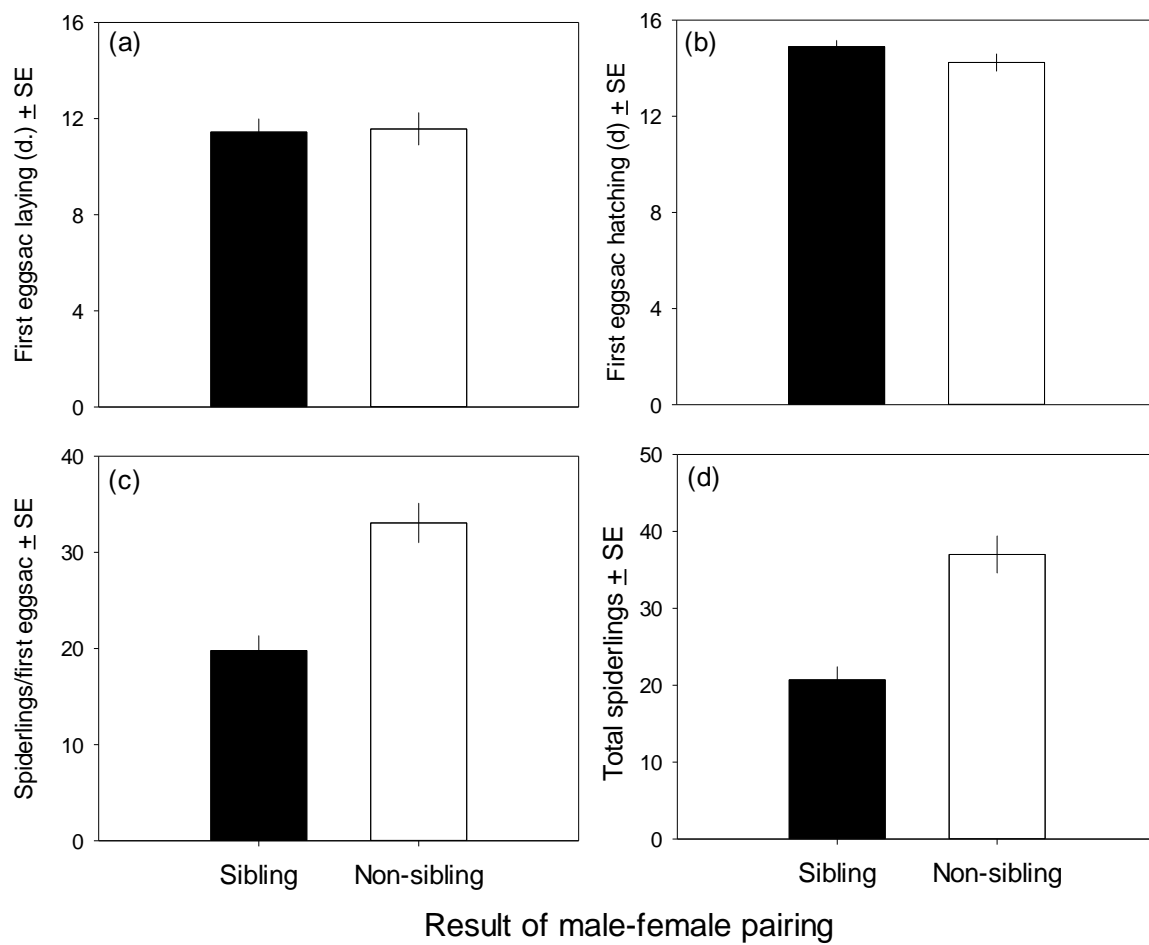 (a)
First eggsac laying (d.) ± SE
16
12
8
4
0
(b)
First eggsac hatching (d) ± SE
16
12
8
4
0
(c)
Spiderlings/first eggsac ± SE
40
30
20
10
0
Sibling Non-sibling
(d)
Total spiderlings ± SE
50
40
30
20
10
0
Sibling Non-sibling
Result of male-female pairing